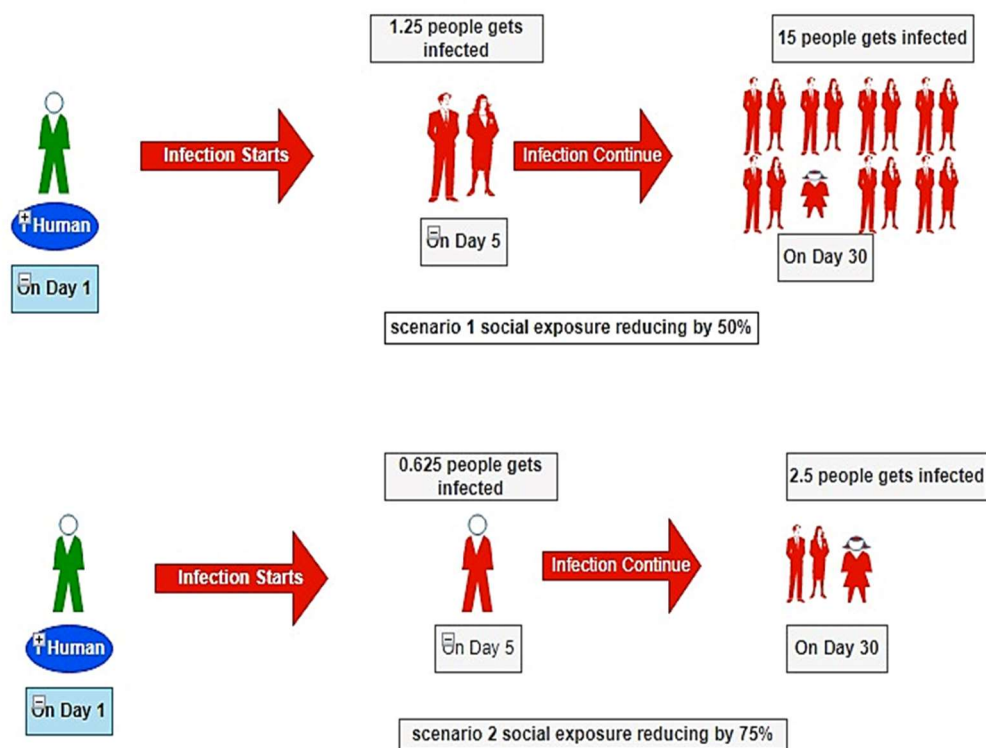 1.25 people gets
infected
15 people gets infected
Infection Starts
Infection Continue
Human
On Day 1
On Day 5
On Day 30
scenario 1 social exposure reducing by 50%
0.625 people gets
infected
2.5 people gets infected
Infection Starts
Infection Continue
Human
On Day 1
On Day 5
On Day 30
scenario 2 social exposure reducing by 75%